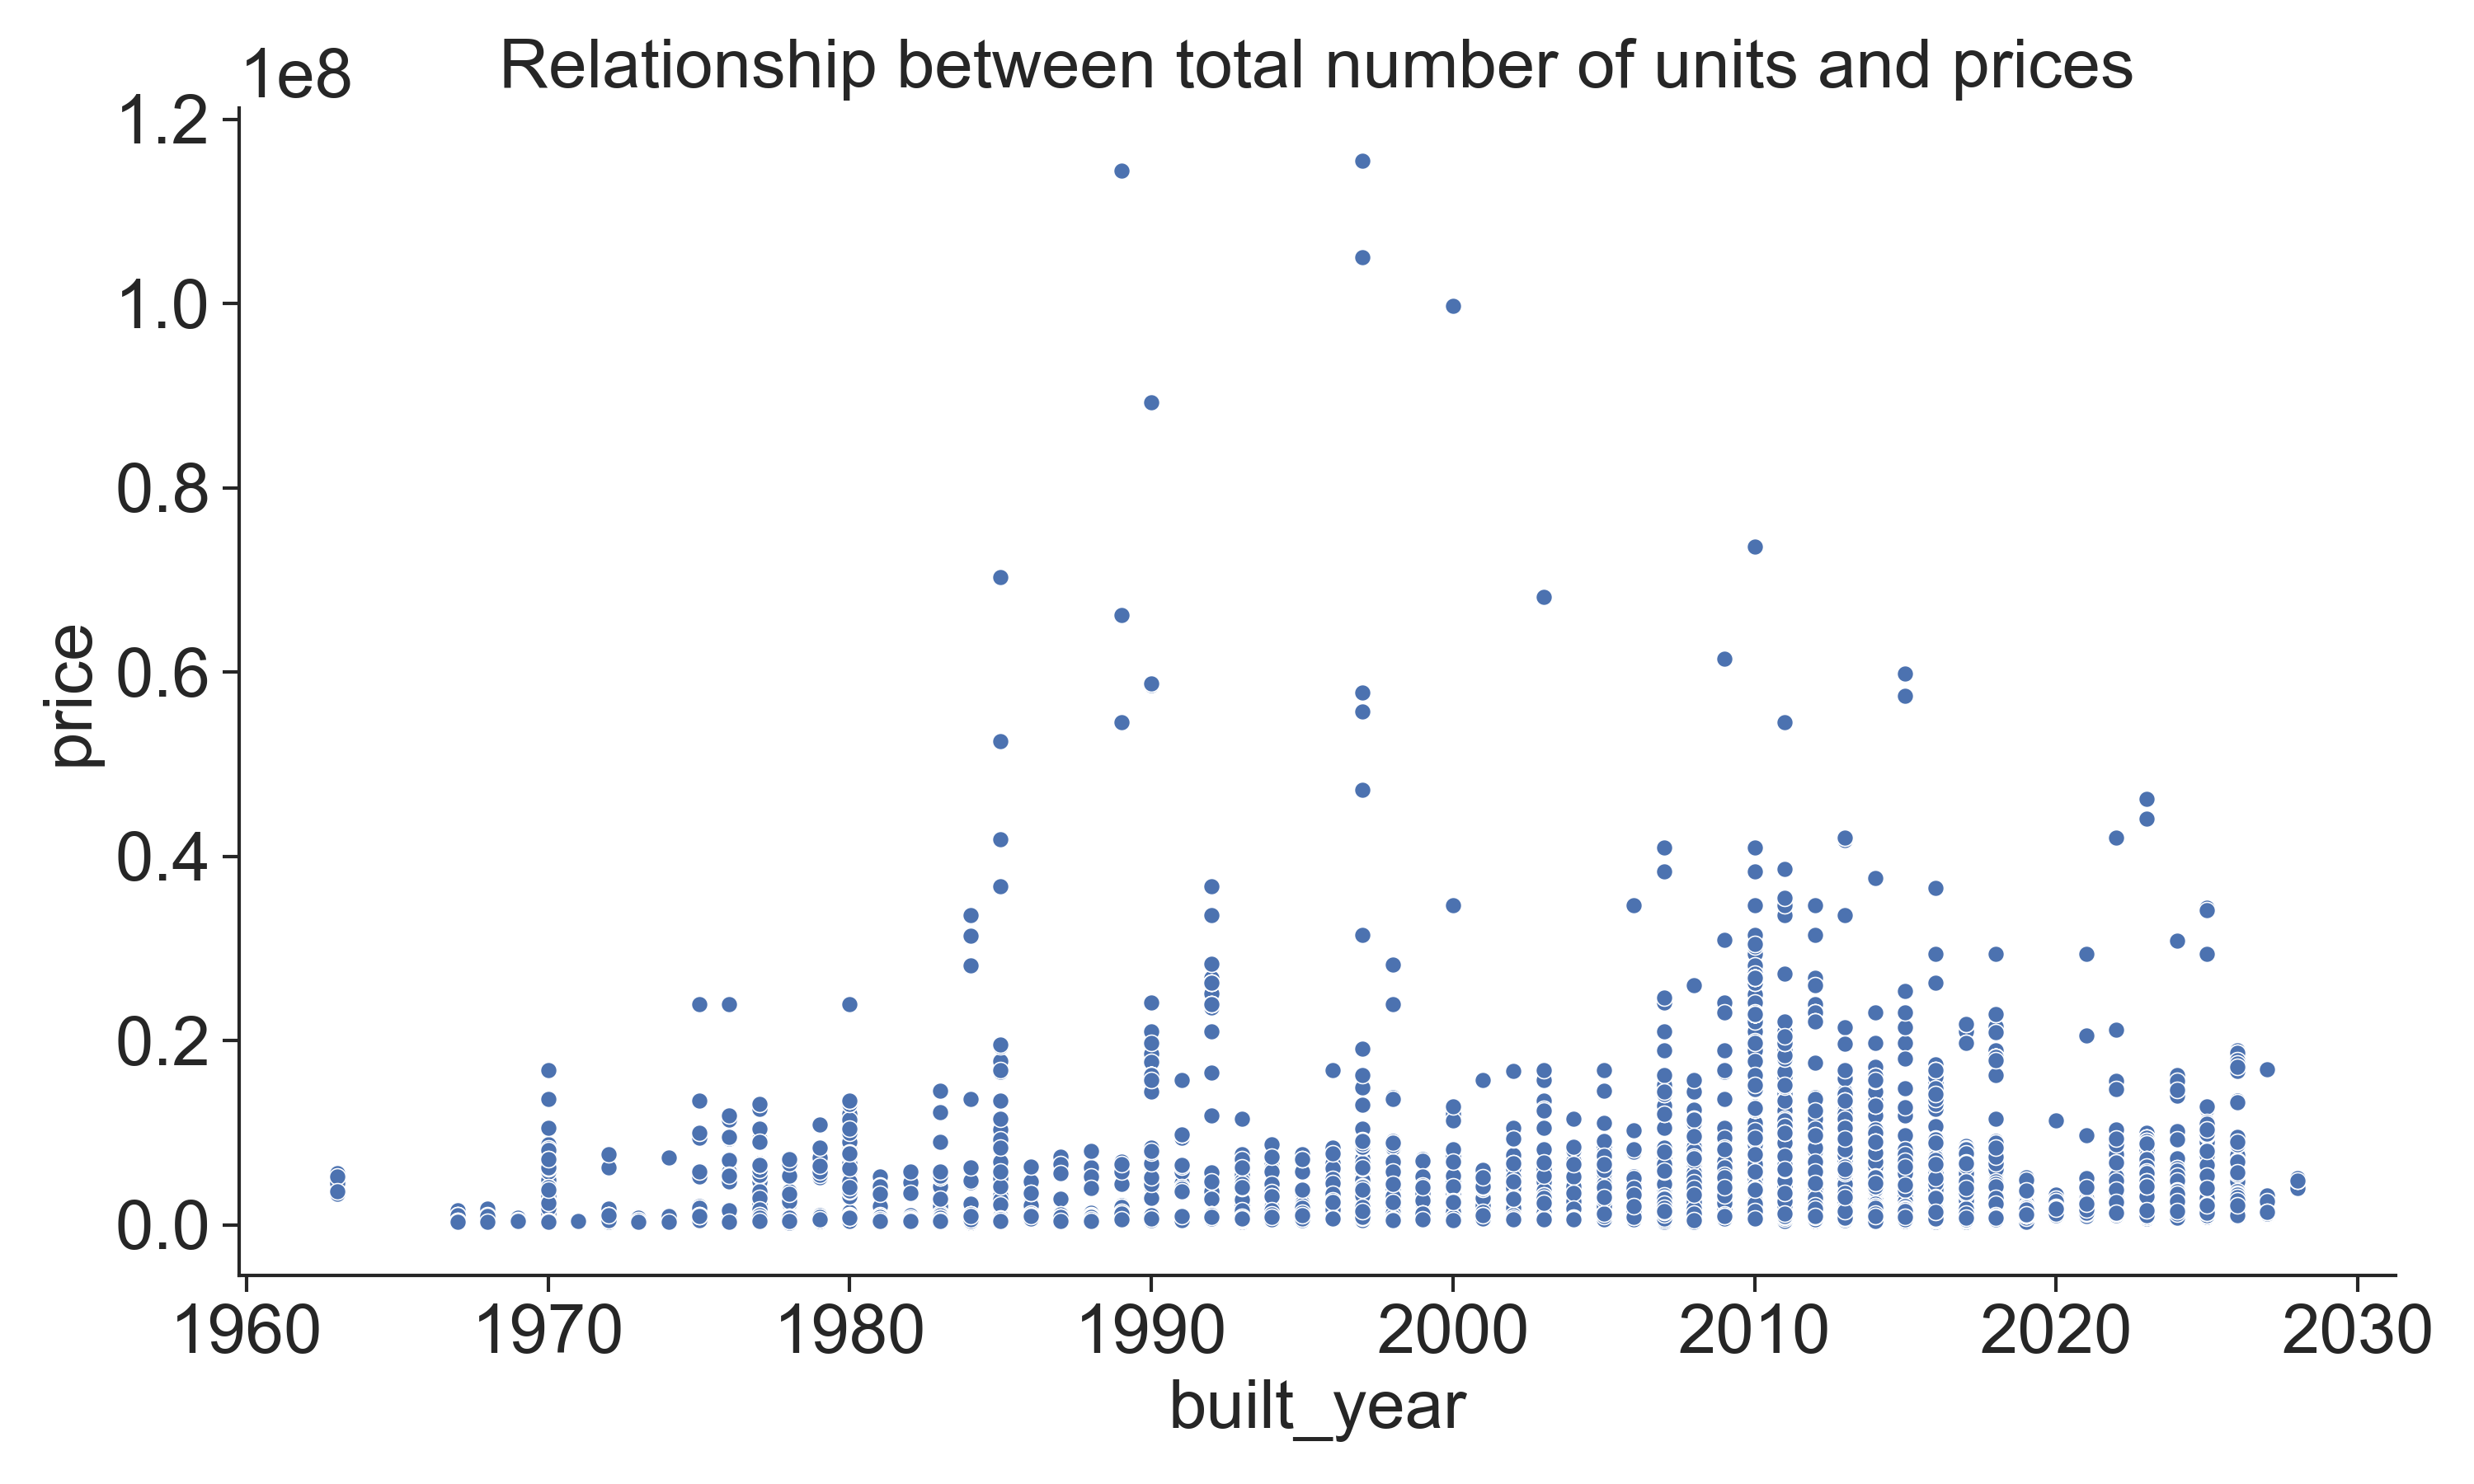 Relationship between total number of units and prices
1e8
1.2
1.0
0.8
0.6
0.4
0.2
0.0
price
1960 1970 1980 1990 2000 2010 2020 2030
built_year